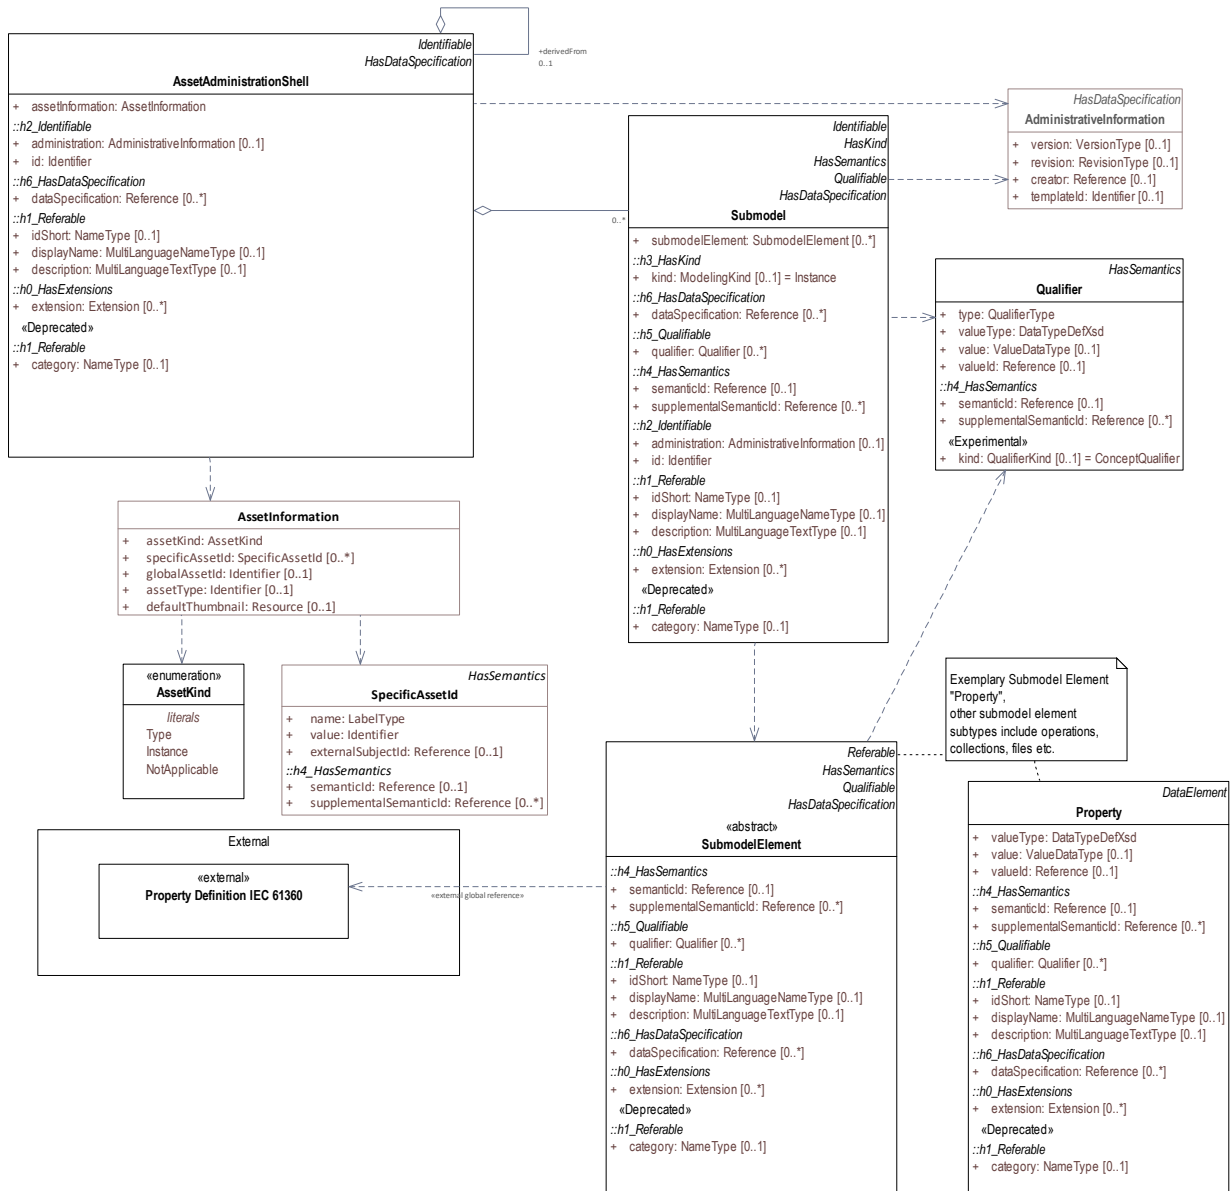 Identifiable
HasDataSpecification
AssetAdministrationShell
+ assetInformation: AssetInformation
::h2_Identifiable
+ administration: AdministrativeInformation [0..1]
+ id: Identifier
::h6_HasDataSpecification
+ dataSpecification: Reference [0..*]
::h1_Referable
+ idShort: NameType [0..1]
+ displayName: MultiLanguageNameType [0..1]
+ description: MultiLanguageTextType [0..1]
::h0_HasExtensions
+ extension: Extension [0..*]
«Deprecated»
::h1_Referable
+ category: NameType [0..1]
+derivedFrom
0..1
HasDataSpecification
AdministrativeInformation
+ version: VersionType [0..1]
+ revision: RevisionType [0..1]
+ creator: Reference [0..1]
+ templateId: Identifier [0..1]
0..*
Identifiable
HasKind
HasSemantics
Qualifiable
HasDataSpecification
Submodel
+ submodelElement: SubmodelElement [0..*]
::h3_HasKind
+ kind: ModelingKind [0..1] = Instance
::h6_HasDataSpecification
+ dataSpecification: Reference [0..*]
::h5_Qualifiable
+ qualifier: Qualifier [0..*]
::h4_HasSemantics
+ semanticId: Reference [0..1]
+ supplementalSemanticId: Reference [0..*]
::h2_Identifiable
+ administration: AdministrativeInformation [0..1]
+ id: Identifier
::h1_Referable
+ idShort: NameType [0..1]
+ displayName: MultiLanguageNameType [0..1]
+ description: MultiLanguageTextType [0..1]
::h0_HasExtensions
+ extension: Extension [0..*]
«Deprecated»
::h1_Referable
+ category: NameType [0..1]
HasSemantics
Qualifier
+ type: QualifierType
+ valueType: DataTypeDefXsd
+ value: ValueDataType [0..1]
+ valueId: Reference [0..1]
::h4_HasSemantics
+ semanticId: Reference [0..1]
+ supplementalSemanticId: Reference [0..*]
«Experimental»
+ kind: QualifierKind [0..1] = ConceptQualifier
AssetInformation
+ assetKind: AssetKind
+ specificAssetId: SpecificAssetId [0..*]
+ globalAssetId: Identifier [0..1]
+ assetType: Identifier [0..1]
+ defaultThumbnail: Resource [0..1]
«enumeration»
AssetKind
literals
Type
Instance
NotApplicable
HasSemantics
SpecificAssetId
+ name: LabelType
+ value: Identifier
+ externalSubjectId: Reference [0..1]
::h4_HasSemantics
+ semanticId: Reference [0..1]
+ supplementalSemanticId: Reference [0..*]
Exemplary Submodel Element
"Property",
other submodel element
subtypes include operations,
collections, files etc.
External
«external»
Property Definition IEC 61360
«external global reference»
Referable
HasSemantics
Qualifiable
HasDataSpecification
«abstract»
SubmodelElement
::h4_HasSemantics
+ semanticId: Reference [0..1]
+ supplementalSemanticId: Reference [0..*]
::h5_Qualifiable
+ qualifier: Qualifier [0..*]
::h1_Referable
+ idShort: NameType [0..1]
+ displayName: MultiLanguageNameType [0..1]
+ description: MultiLanguageTextType [0..1]
::h6_HasDataSpecification
+ dataSpecification: Reference [0..*]
::h0_HasExtensions
+ extension: Extension [0..*]
«Deprecated»
::h1_Referable
+ category: NameType [0..1]
DataElement
Property
+ valueType: DataTypeDefXsd
+ value: ValueDataType [0..1]
+ valueId: Reference [0..1]
::h4_HasSemantics
+ semanticId: Reference [0..1]
+ supplementalSemanticId: Reference [0..*]
::h5_Qualifiable
+ qualifier: Qualifier [0..*]
::h1_Referable
+ idShort: NameType [0..1]
+ displayName: MultiLanguageNameType [0..1]
+ description: MultiLanguageTextType [0..1]
::h6_HasDataSpecification
+ dataSpecification: Reference [0..*]
::h0_HasExtensions
+ extension: Extension [0..*]
«Deprecated»
::h1_Referable
+ category: NameType [0..1]